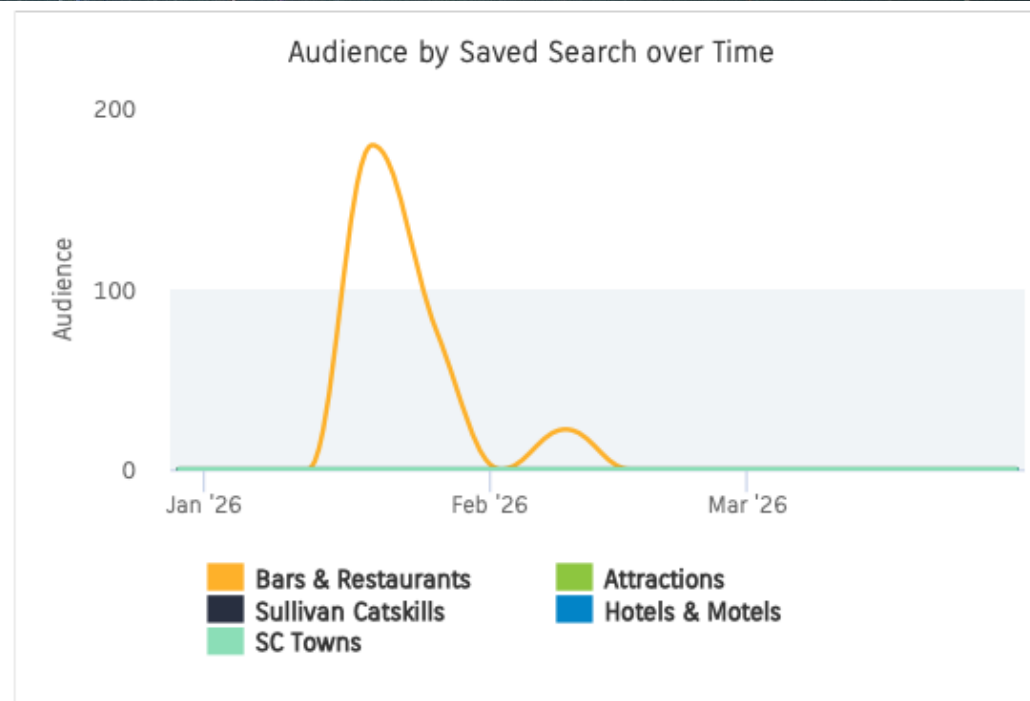 Audience by Saved Search over Time
200
100
0
Audience
Jan '26
Feb '26
Mar '26
Bars & Restaurants
Attractions
Sullivan Catskills
Hotels & Motels
SC Towns